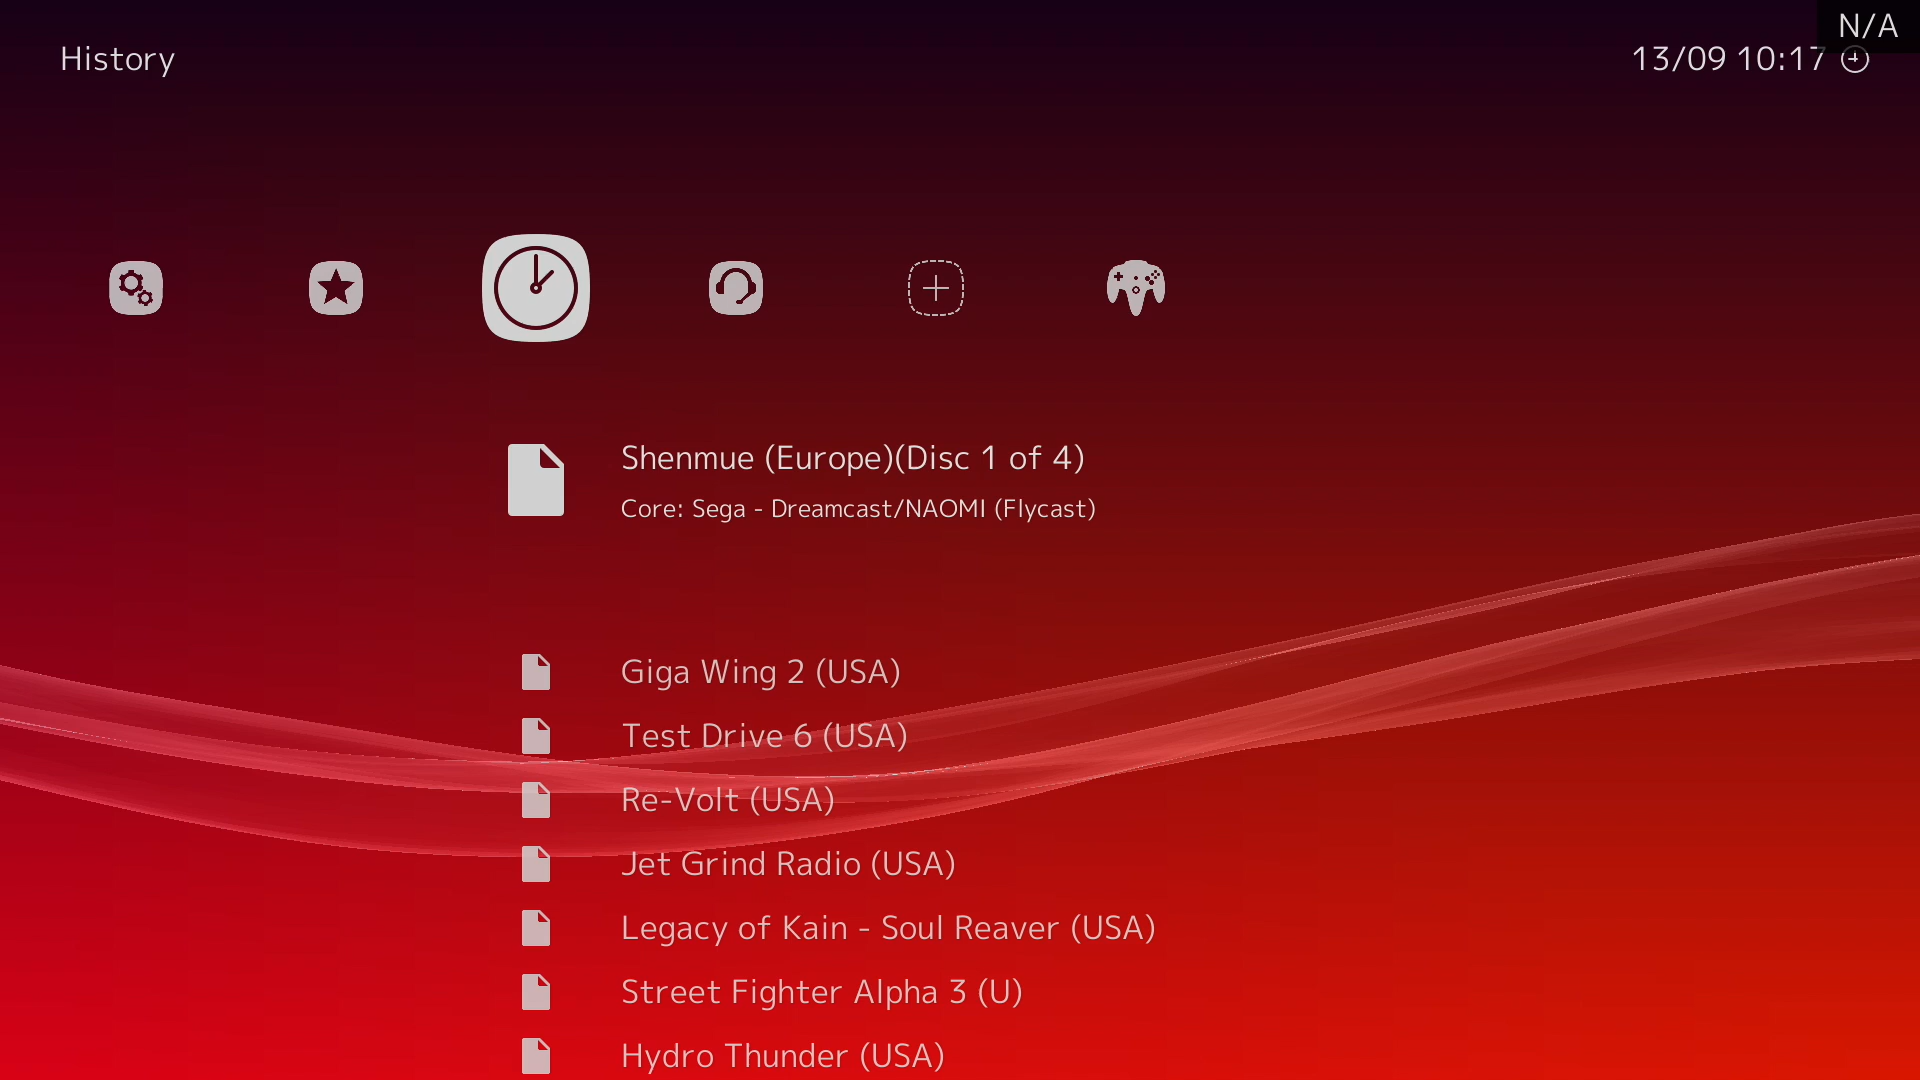 N/A
History
13/09 10:17
Shenmue (Europe)(Disc 1 of 4)
Core: Sega - Dreamcast/NAOMI (Flycast)
Giga Wing 2 (USA)
Test Drive 6 (USA)
Re-Volt (USA)
Jet Grind Radio (USA)
Legacy of Kain - Soul Reaver (USA)
Street Fighter Alpha 3 (U)
Hydro Thunder (USA)